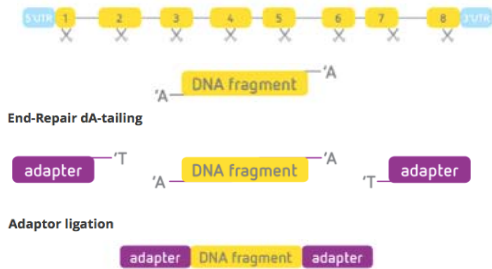 5'UTR 1 2 3 4 5 6 7 8 3'UTR
'A DNA fragment 'A
End-Repair dA-tailing
adapter 'T 'A DNA fragment 'A 'T adapter
Adaptor ligation
adapter DNA fragment adapter